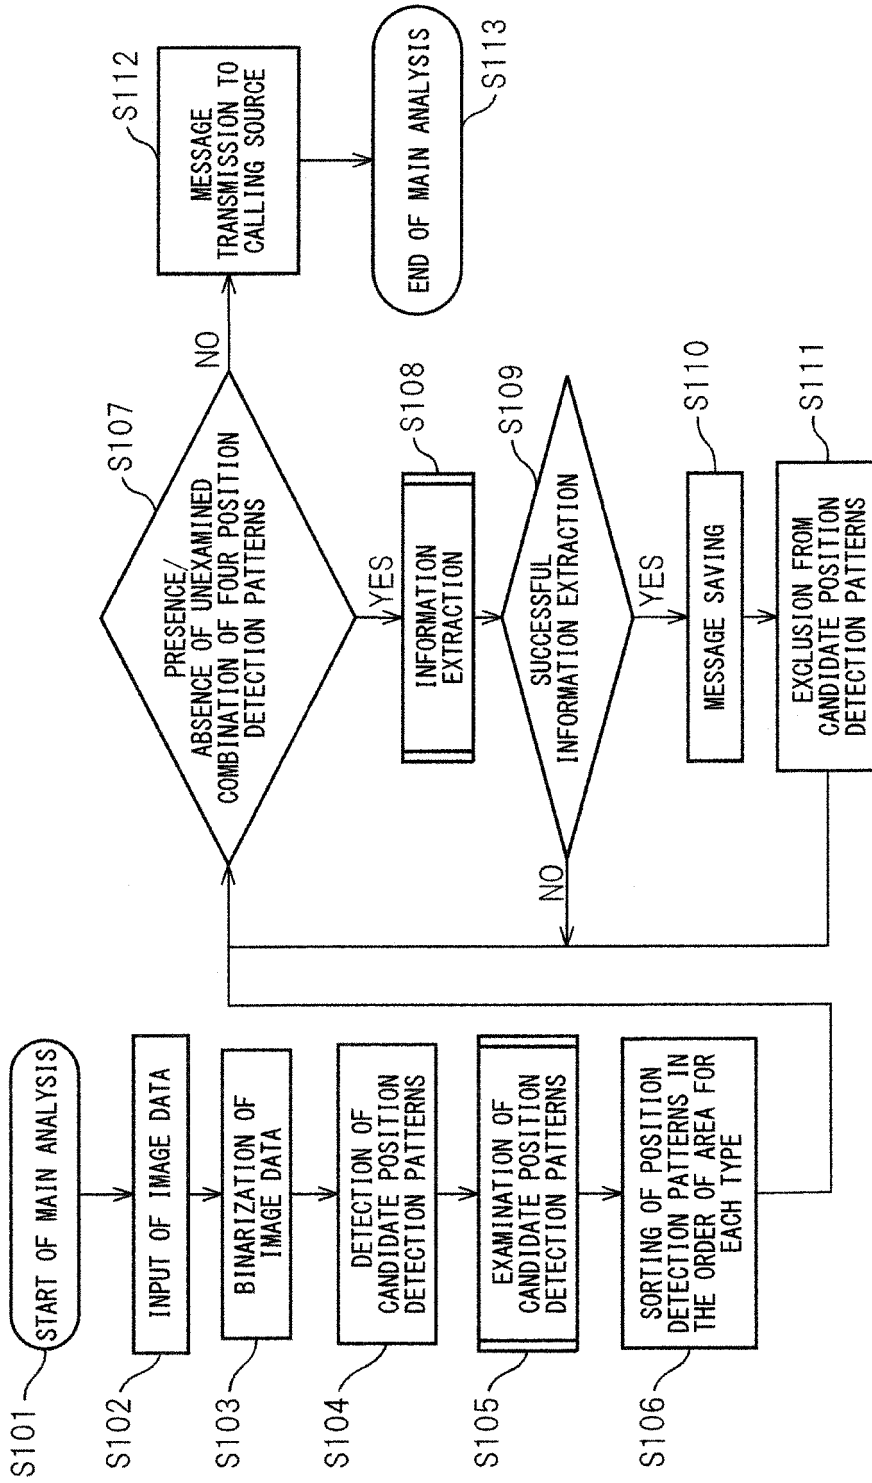 S101
START OF MAIN ANALYSIS
S102
INPUT OF IMAGE DATA
S103
BINARIZATION OF
IMAGE DATA
S104
DETECTION OF
CANDIDATE POSITION
DETECTION PATTERNS
S105
EXAMINATION OF
CANDIDATE POSITION
DETECTION PATTERNS
S106
SORTING OF POSITION
DETECTION PATTERNS IN
THE ORDER OF AREA FOR
EACH TYPE
S107
PRESENCE/
ABSENCE OF UNEXAMINED
COMBINATION OF FOUR POSITION
DETECTION PATTERNS
NO
YES
S108
INFORMATION
EXTRACTION
S109
SUCCESSFUL
INFORMATION EXTRACTION
NO
YES
S110
MESSAGE SAVING
S111
EXCLUSION FROM
CANDIDATE POSITION
DETECTION PATTERNS
S112
MESSAGE
TRANSMISSION TO
CALLING SOURCE
END OF MAIN ANALYSIS
S113